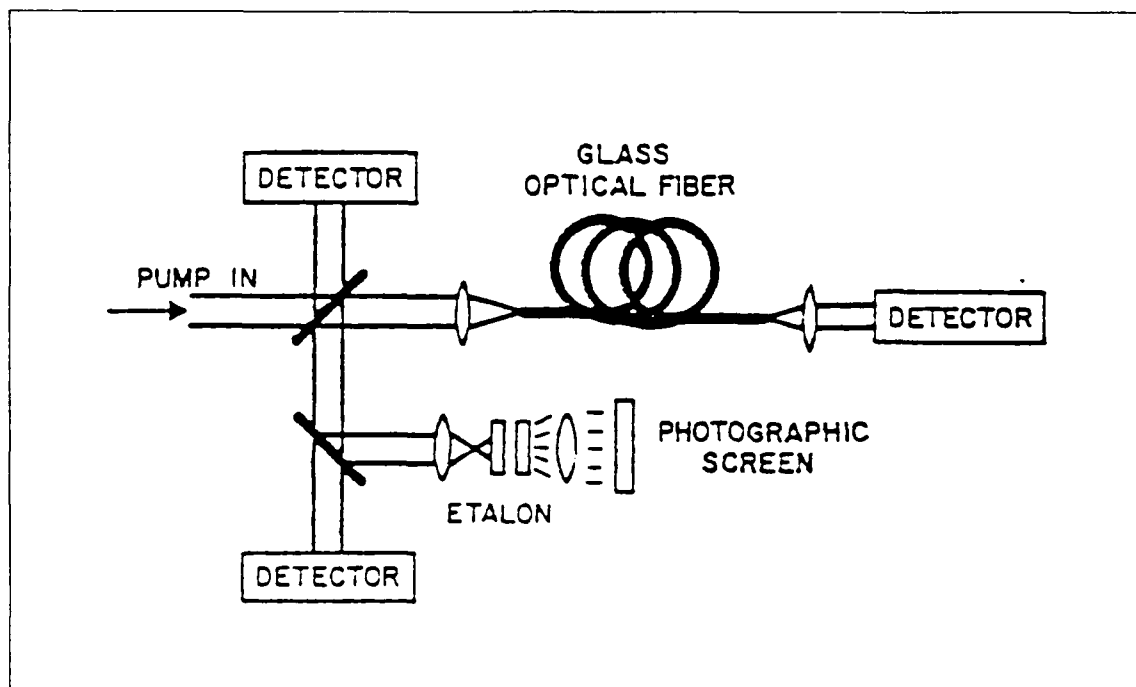 GLASS
OPTICAL FIBER
DETECTOR
PUMP IN
DETECTOR
PHOTOGRAPHIC
SCREEN
ETALON
DETECTOR